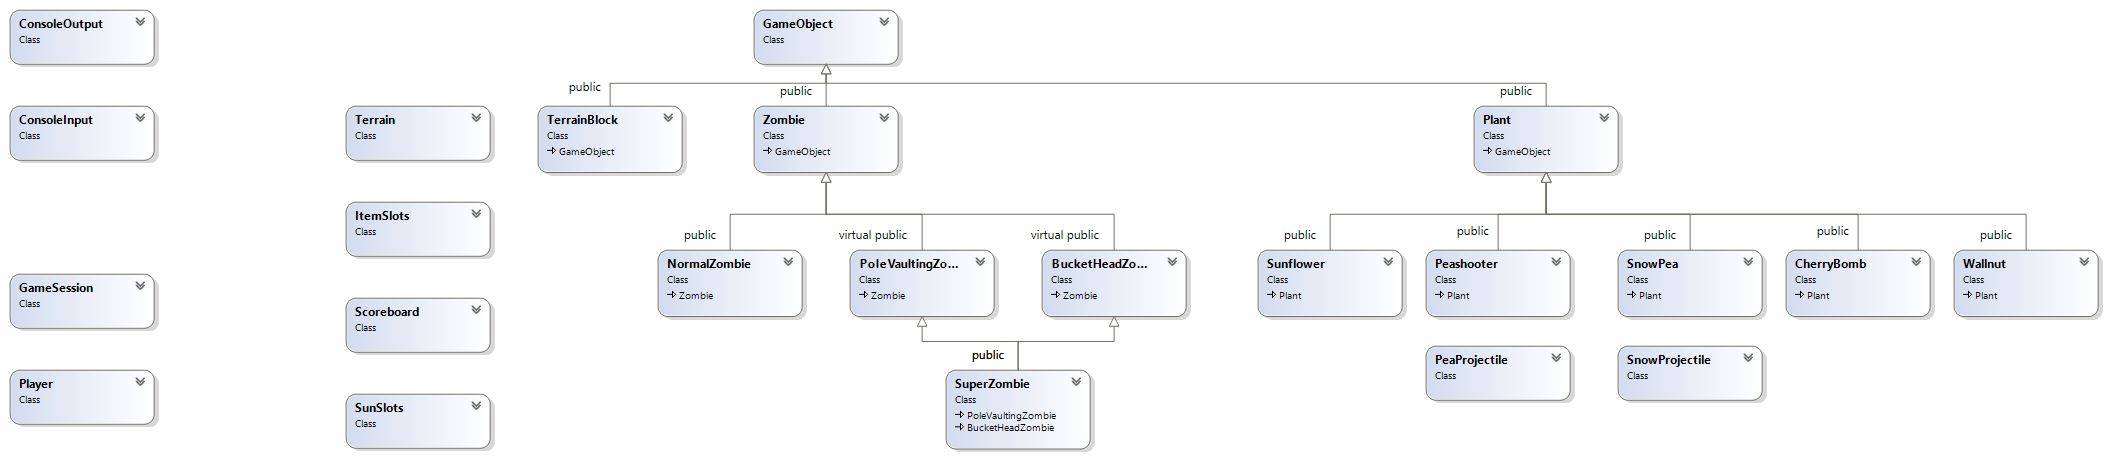 ConsoleOutput
Class
GameObject
Class
public
public
public
ConsoleInput
Class
Terrain
Class
TerrainBlock
Class
GameObject
Zombie
Class
GameObject
Plant
Class
GameObject
ItemSlots
Class
public
virtual public
virtual public
public
public
public
public
public
NormalZombie
Class
Zombie
PoleVaultingZo...
Class
Zombie
BucketHeadZo...
Class
Zombie
Sunflower
Class
Plant
Peashooter
Class
Plant
SnowPea
Class
Plant
CherryBomb
Class
Plant
Wallnut
Class
Plant
GameSession
Class
Scoreboard
Class
public
PeaProjectile
Class
SnowProjectile
Class
Player
Class
SunSlots
Class
SuperZombie
Class
PoleVaultingZombie
BucketHeadZombie